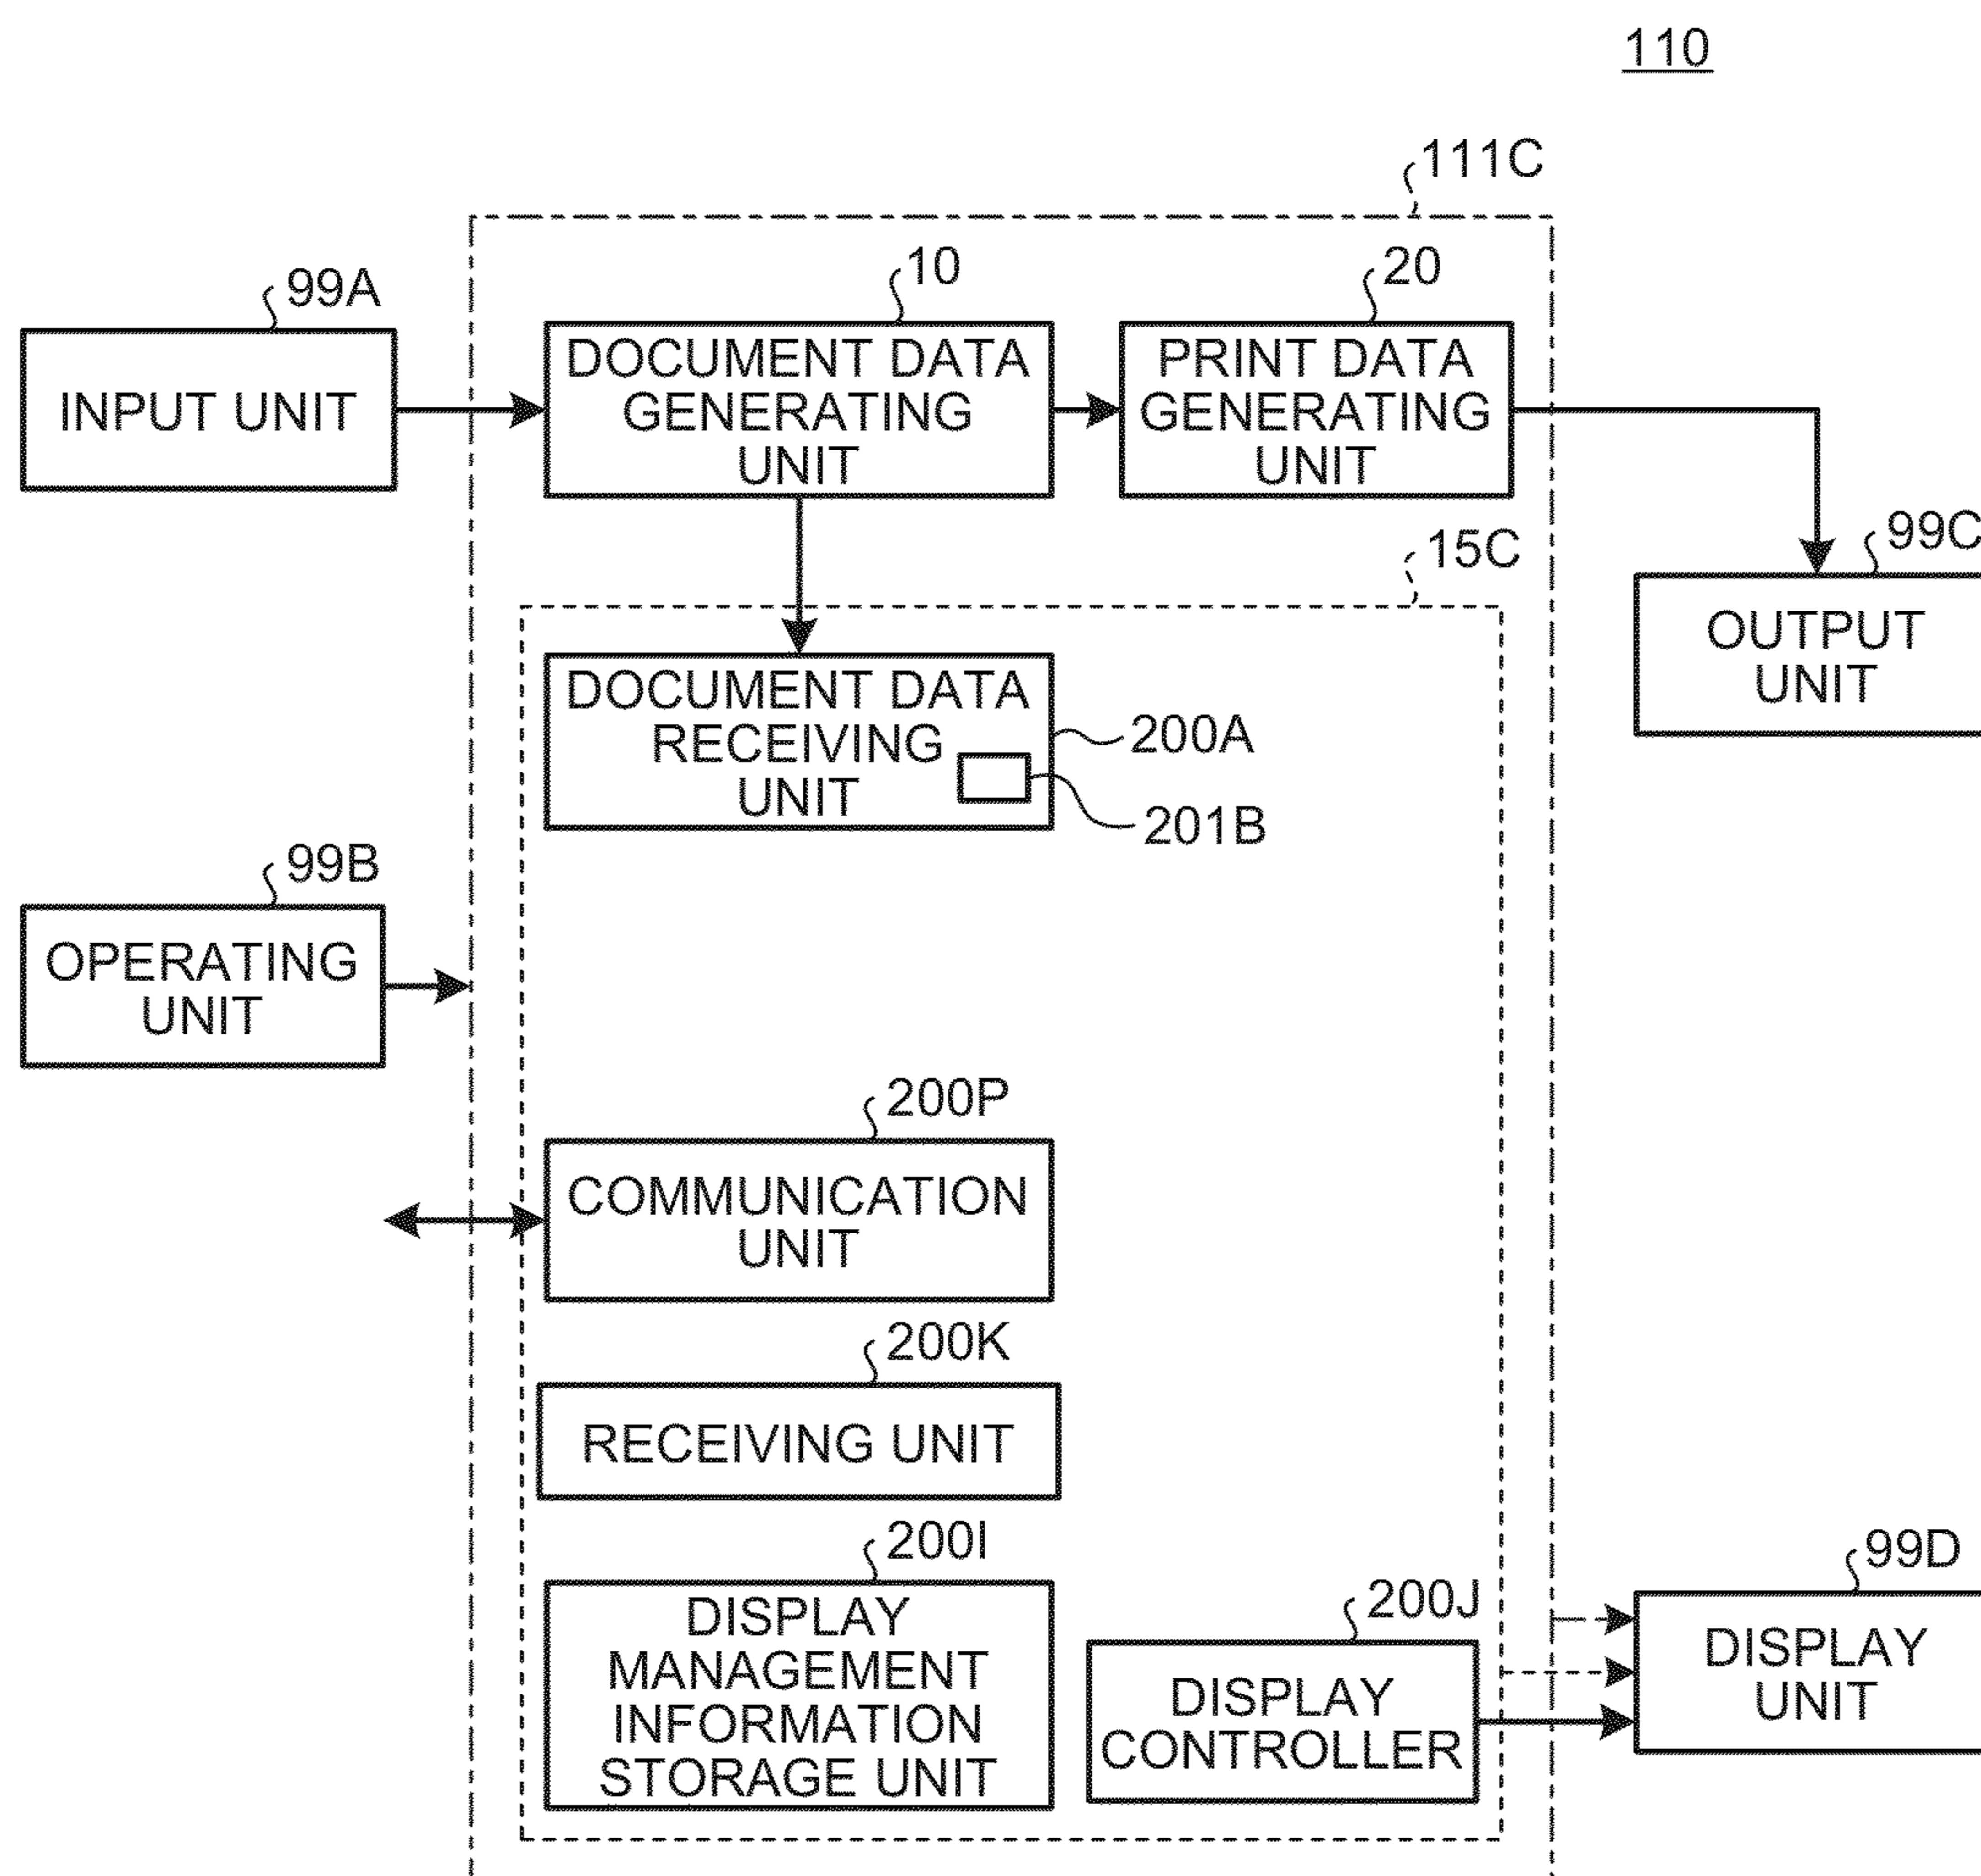 110
111C
10
20
99A
INPUT UNIT
DOCUMENT DATA
GENERATING
UNIT
PRINT DATA
GENERATING
UNIT
15C
99C
OUTPUT
UNIT
DOCUMENT DATA
RECEIVING
UNIT
200A
201B
99B
OPERATING
UNIT
200P
COMMUNICATION
UNIT
200K
RECEIVING UNIT
200I
DISPLAY
MANAGEMENT
INFORMATION
STORAGE UNIT
200J
DISPLAY
CONTROLLER
99D
DISPLAY
UNIT